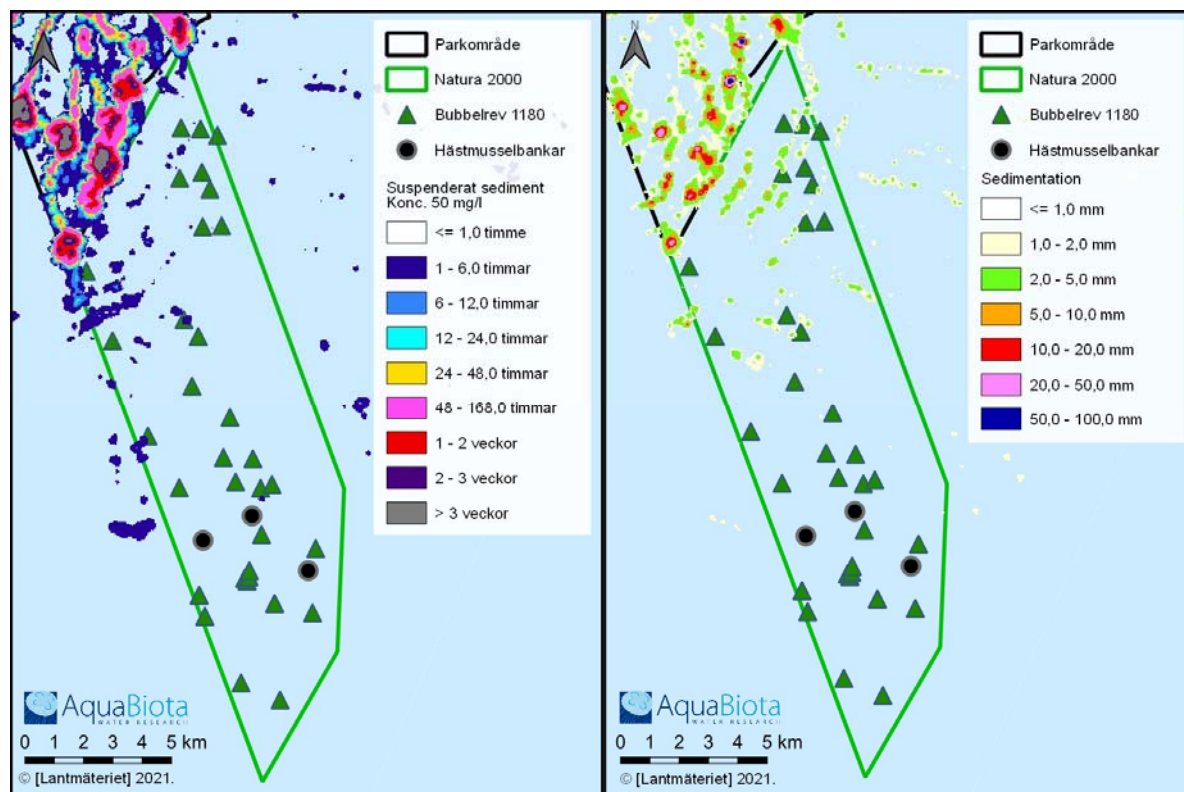 Parkområde
Natura 2000
Bubbelrev 1180
Hästmusselbankar
Suspenderat sediment
Konc. 50 mg/l
<= 1,0 timme
1 - 6,0 timmar
6 - 12,0 timmar
12 - 24,0 timmar
24 - 48,0 timmar
48 - 168,0 timmar
1 - 2 veckor
2 - 3 veckor
> 3 veckor
AquaBiota
WATER RESEARCH
0 1 2 3 4 5 km
© [Lantmäteriet] 2021.
N
Parkområde
Natura 2000
Bubbelrev 1180
Hästmusselbankar
Sedimentation
<= 1,0 mm
1,0 - 2,0 mm
2,0 - 5,0 mm
5,0 - 10,0 mm
10,0 - 20,0 mm
20,0 - 50,0 mm
50,0 - 100,0 mm
AquaBiota
WATER RESEARCH
0 1 2 3 4 5 km
© [Lantmäteriet] 2021.